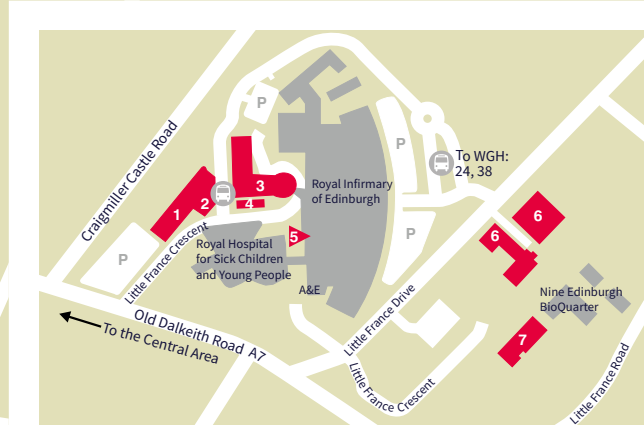 P
Craigmiller Castle Road
P
To WGH:
24, 38
3
Royal Infirmary
of Edinburgh
2
4
1
6
5
6
P
Royal Hospital
for Sick Children
and Young People
P
Little France Crescent
A&E
Nine Edinburgh
BioQuarter
Little France Drive
Old Dalkeith Road A7
To the Central Area
7
Little France Crescent
Little France Road